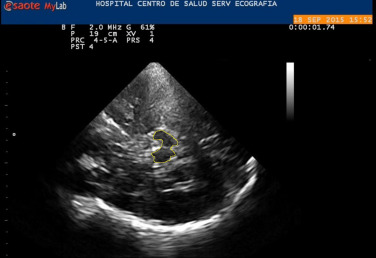 esaote MyLab
HOSPITAL CENTRO DE SALUD SERV ECOGRAFIA
18 SEP 2015 15:52
B F 2.0 MHz G 61%
P 19 cm XV 1
PRC 4-5-A PRS 4
PST 4
0:00:01.74